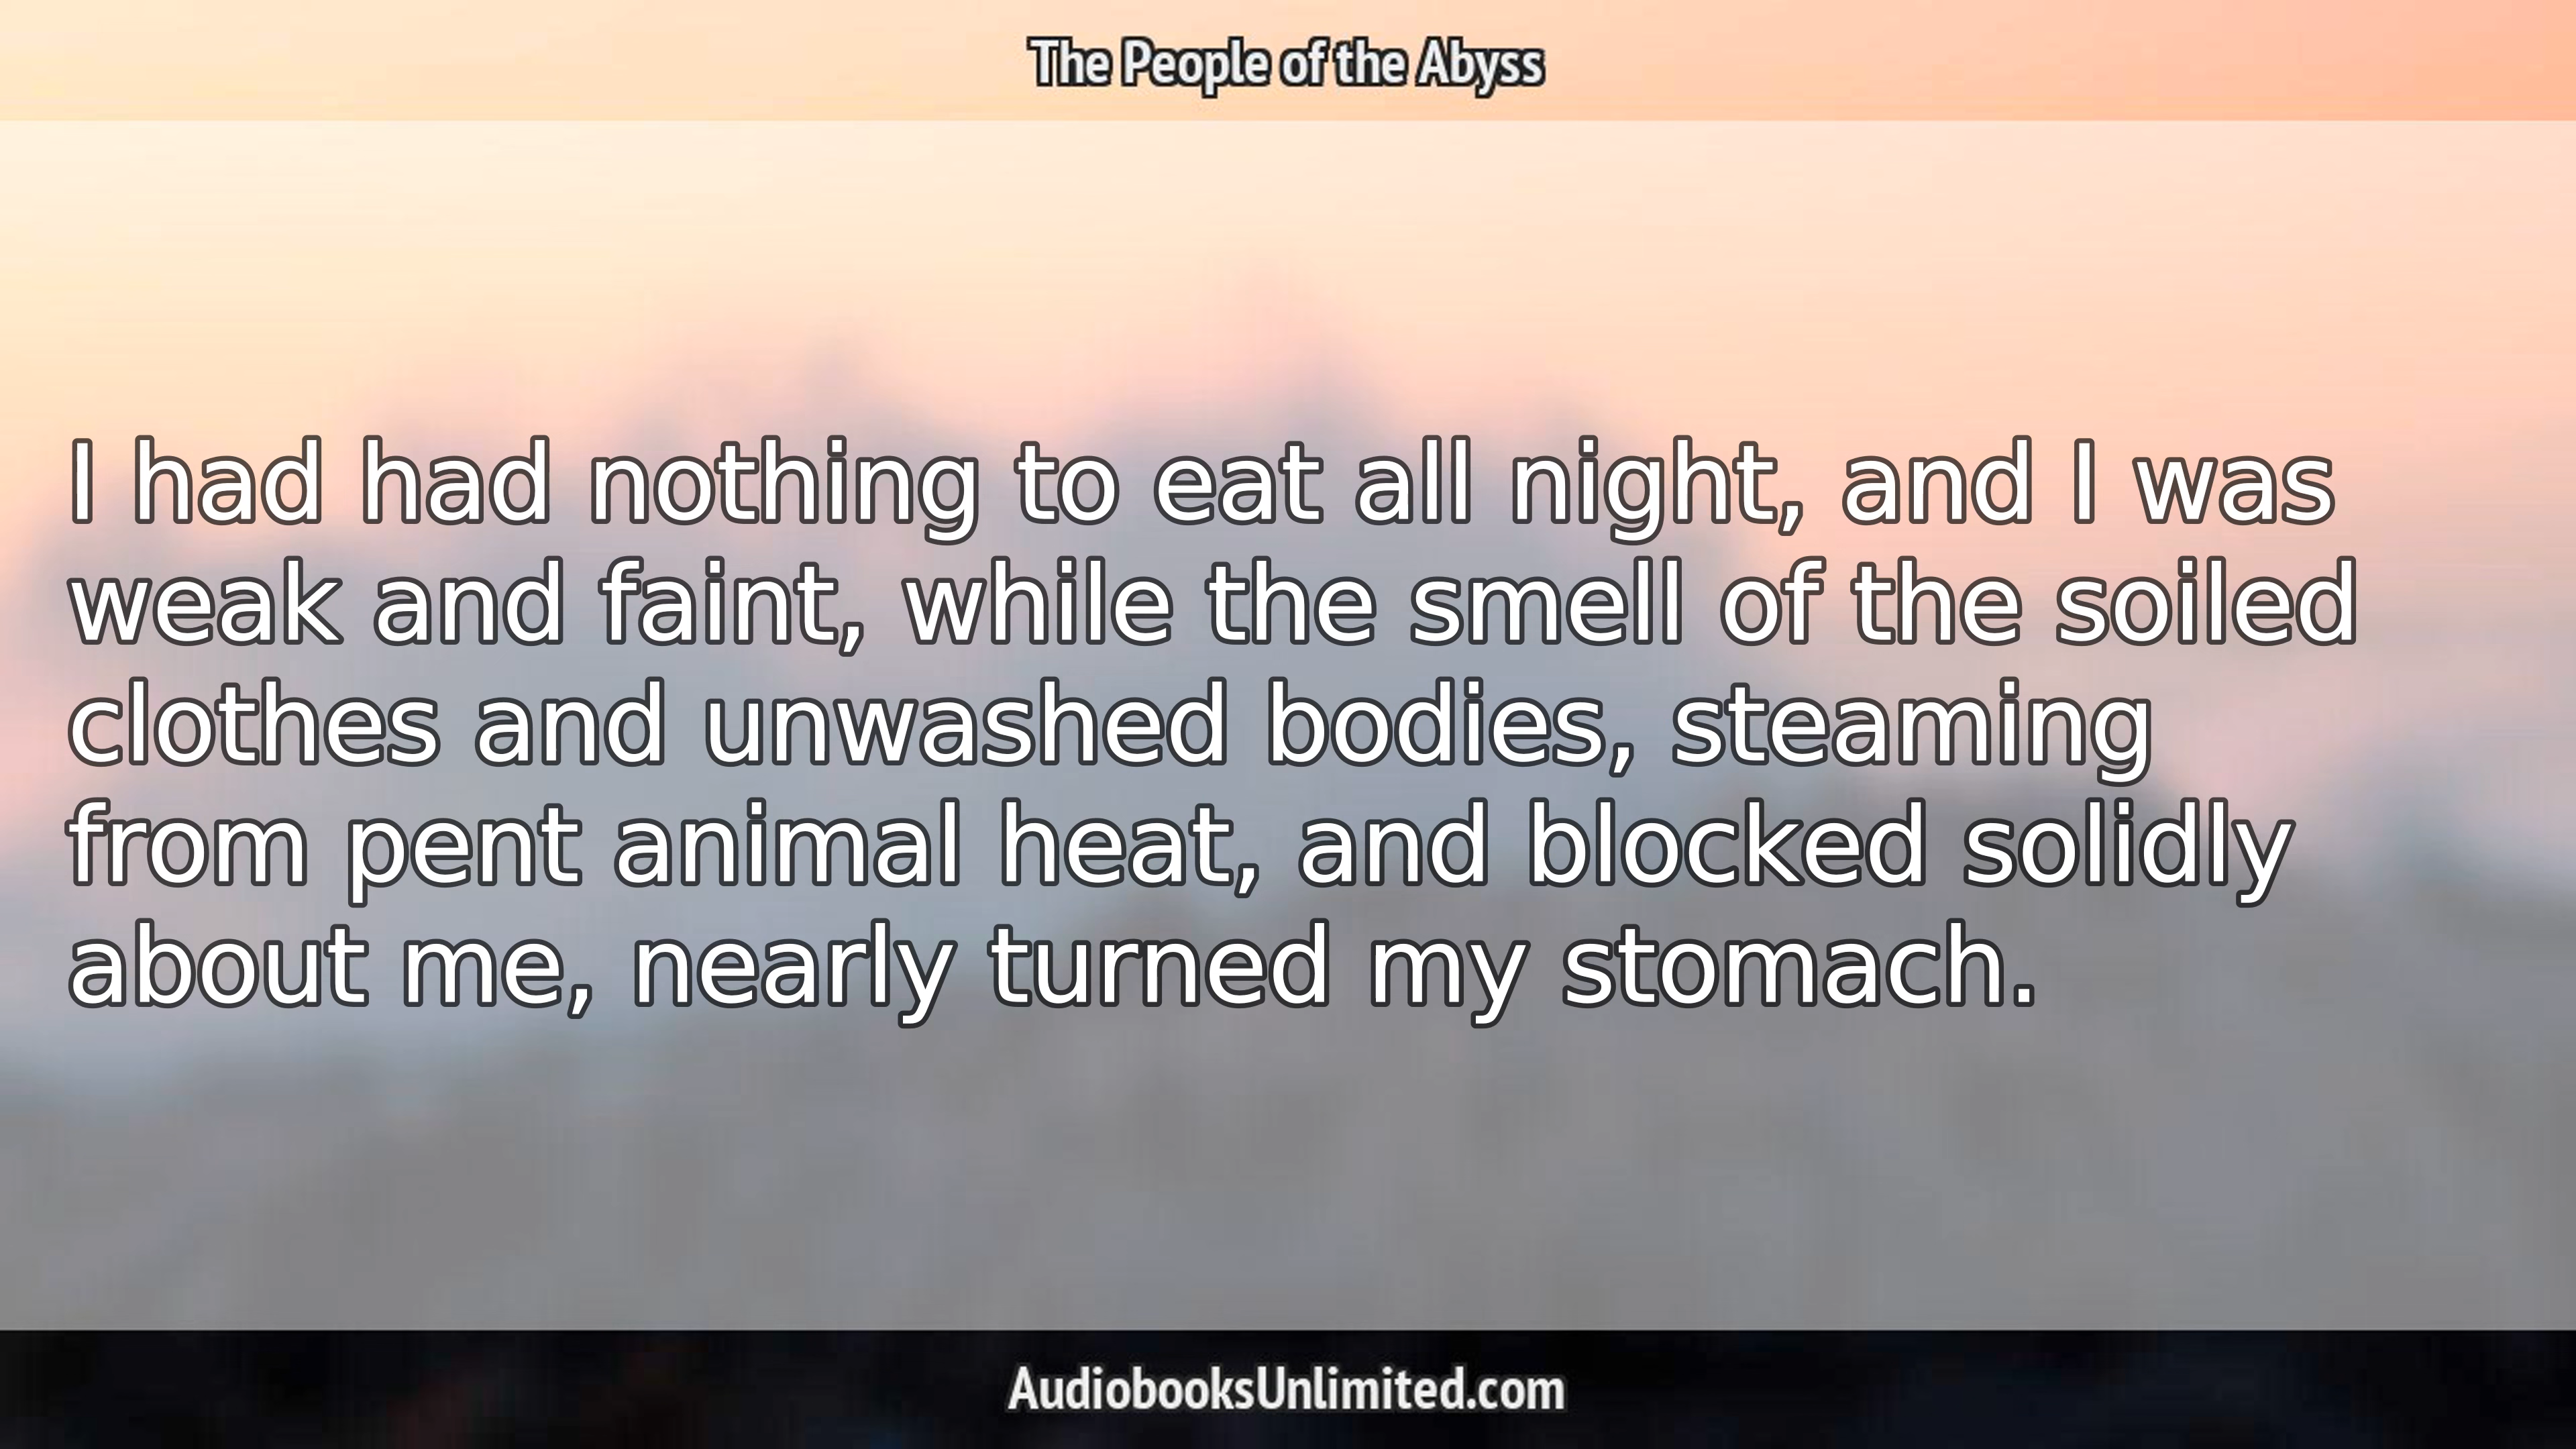 The People of the Abyss
I had had nothing to eat all night, and I was
weak and faint, while the smell of the soiled
clothes and unwashed bodies, steaming
from pent animal heat, and blocked solidly
about me, nearly turned my stomach.
AudiobooksUnlimited.com